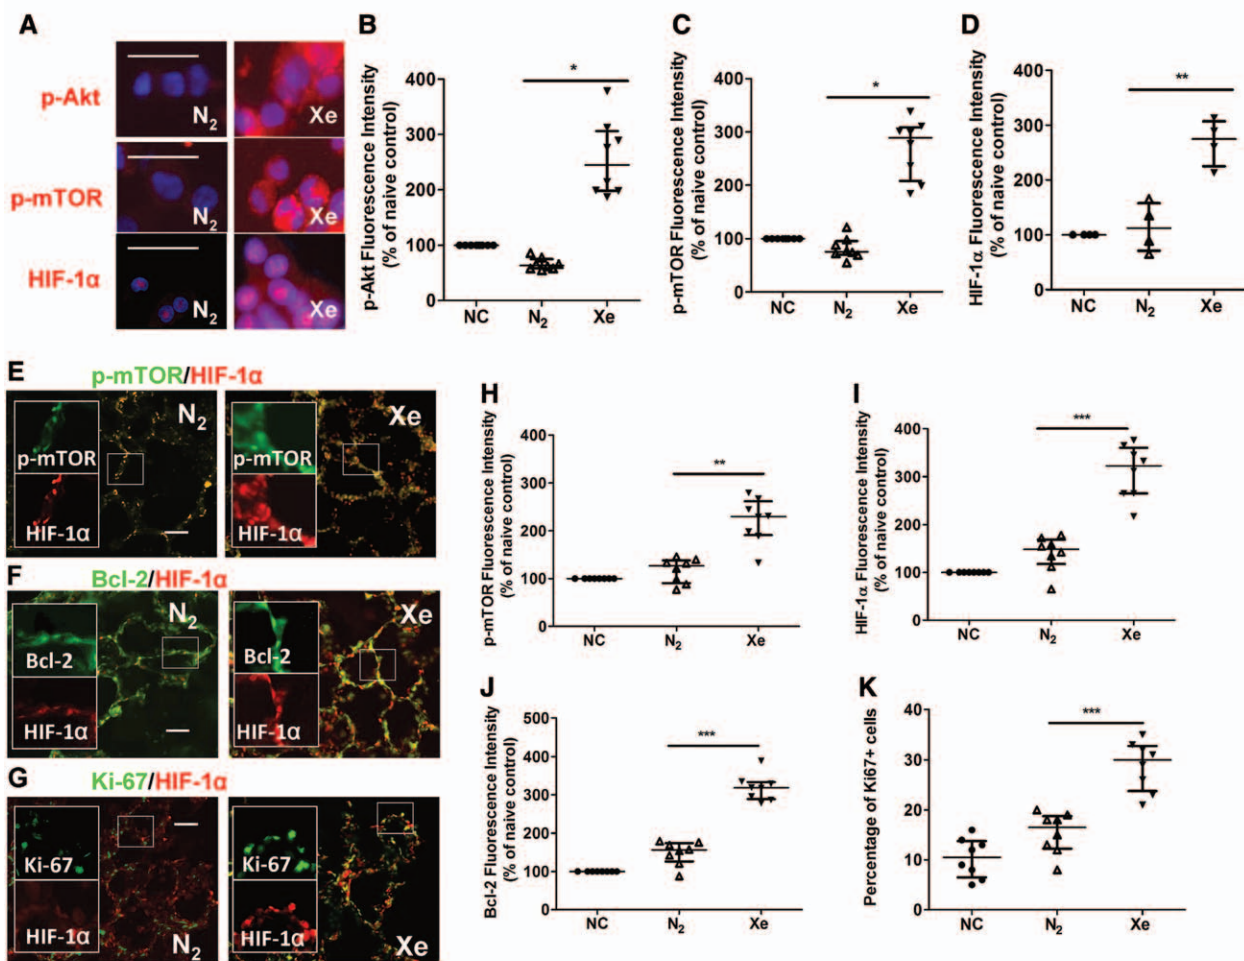 A
p-Akt
N2
Xe
p-mTOR
N2
Xe
HIF-1α
N2
Xe
B
p-Akt Fluorescence Intensity
(% of naive control)
400
300
200
100
0
*
NC
N2
Xe
C
p-mTOR Fluorescence Intensity
(% of naive control)
400
300
200
100
0
*
NC
N2
Xe
D
HIF-1α Fluorescence Intensity
(% of naive control)
400
300
200
100
0
**
NC
N2
Xe
E
p-mTOR/HIF-1α
N2
p-mTOR
HIF-1α
Xe
p-mTOR
HIF-1α
F
Bcl-2/HIF-1α
N2
Bcl-2
HIF-1α
Xe
Bcl-2
HIF-1α
G
Ki-67/HIF-1α
Ki-67
HIF-1α
N2
Ki-67
HIF-1α
Xe
H
p-mTOR Fluorescence Intensity
(% of naive control)
400
300
200
100
0
**
NC
N2
Xe
I
HIF-1α Fluorescence Intensity
(% of naive control)
400
300
200
100
0
***
NC
N2
Xe
J
Bcl-2 Fluorescence Intensity
(% of naive control)
500
400
300
200
100
0
***
NC
N2
Xe
K
Percentage of Ki67+ cells
40
30
20
10
0
***
NC
N2
Xe